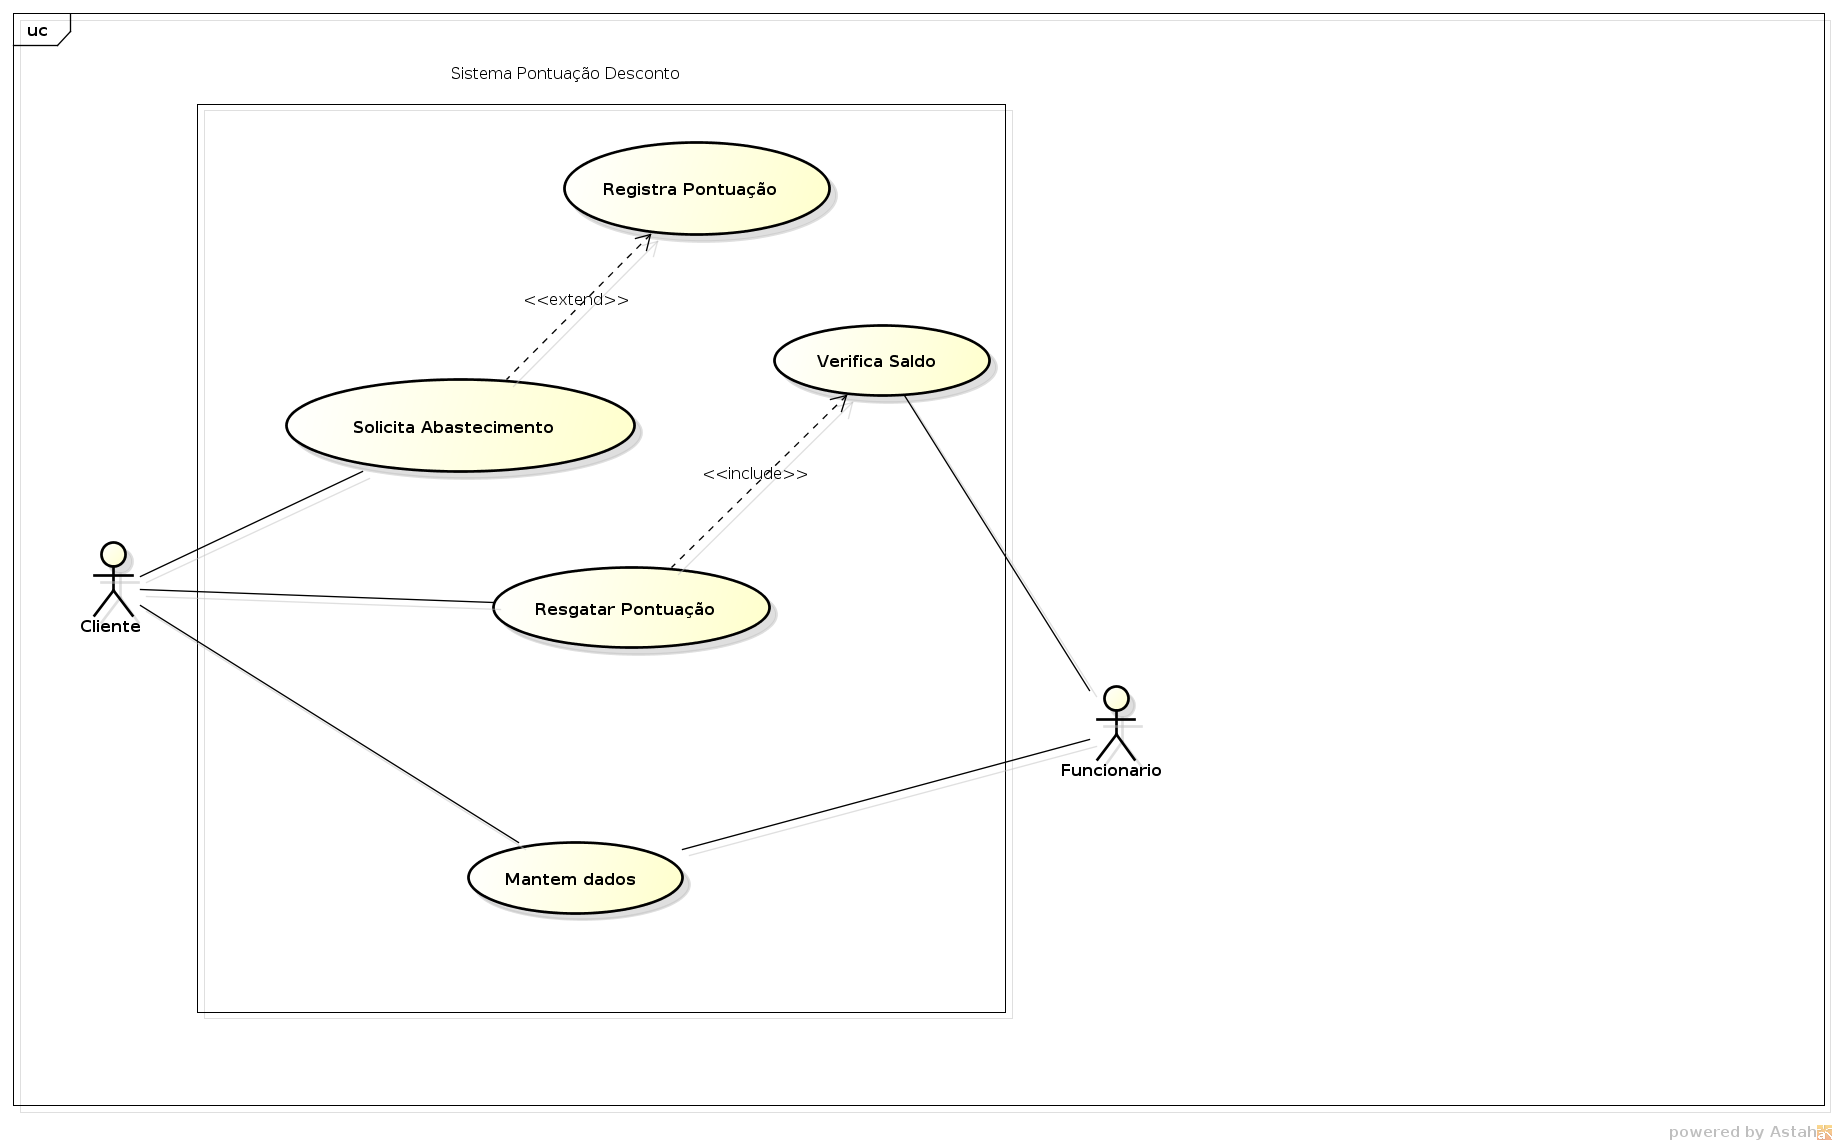 uc
Sistema Pontuação Desconto
Registra Pontuação
<<extend>>
Verifica Saldo
Solicita Abastecimento
<<include>>
Resgatar Pontuação
Cliente
Funcionario
Mantem dados
powered by Astah